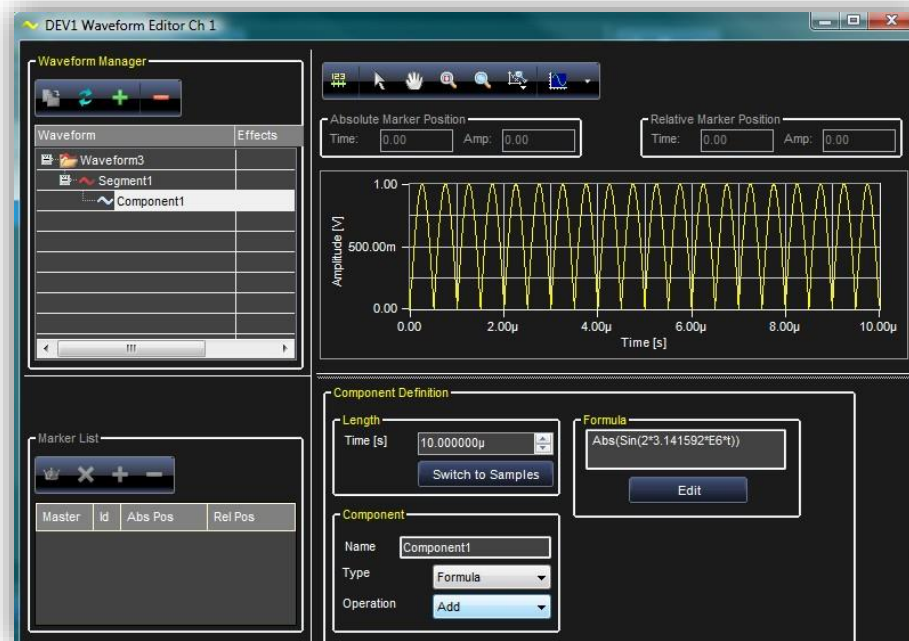 DEV1 Waveform Editor Ch 1
Waveform Manager
Waveform Effects
Waveform3
Segment1
Component1
Marker List
Master Id Abs Pos Rel Pos
123
Absolute Marker Position
Time: 0.00 Amp: 0.00
Relative Marker Position
Time: 0.00 Amp: 0.00
Amplitude [V]
1.00
500.00m
0.00
0.00 2.00µ 4.00µ 6.00µ 8.00µ 10.00µ
Time [s]
Component Definition
Length
Time [s] 10.000000µ
Switch to Samples
Formula
Abs(Sin(2*3.141592*E6*t))
Edit
Component
Name Component1
Type Formula
Operation Add